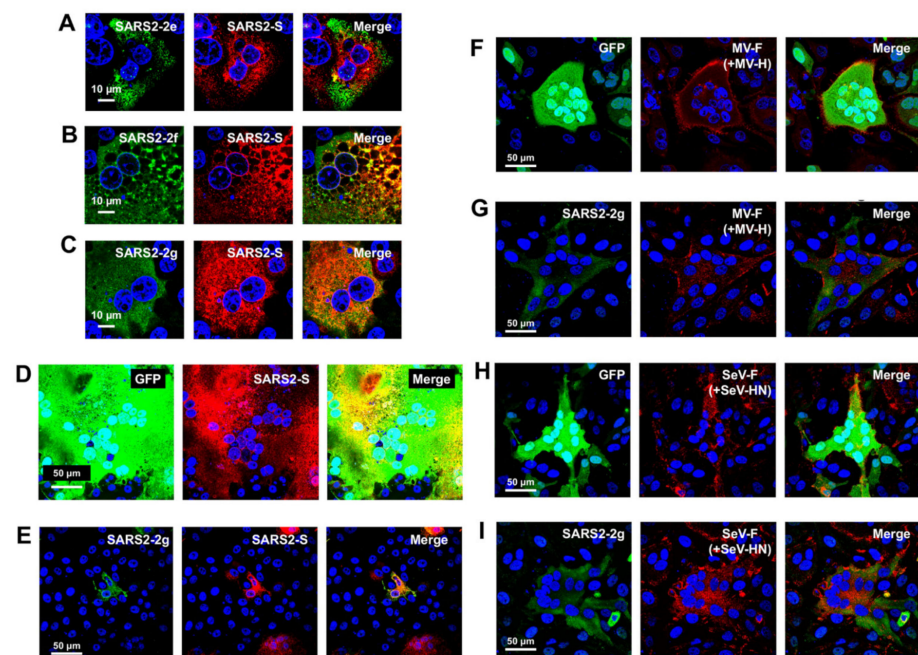 A
SARS2-2e
SARS2-S
Merge
10 µm
B
SARS2-2f
SARS2-S
Merge
10 µm
C
SARS2-2g
SARS2-S
Merge
10 µm
D
GFP
SARS2-S
Merge
50 µm
E
SARS2-2g
SARS2-S
Merge
50 µm
F
GFP
MV-F
(+MV-H)
Merge
50 µm
G
SARS2-2g
MV-F
(+MV-H)
Merge
50 µm
H
GFP
SeV-F
(+SeV-HN)
Merge
50 µm
I
SARS2-2g
SeV-F
(+SeV-HN)
Merge
50 µm